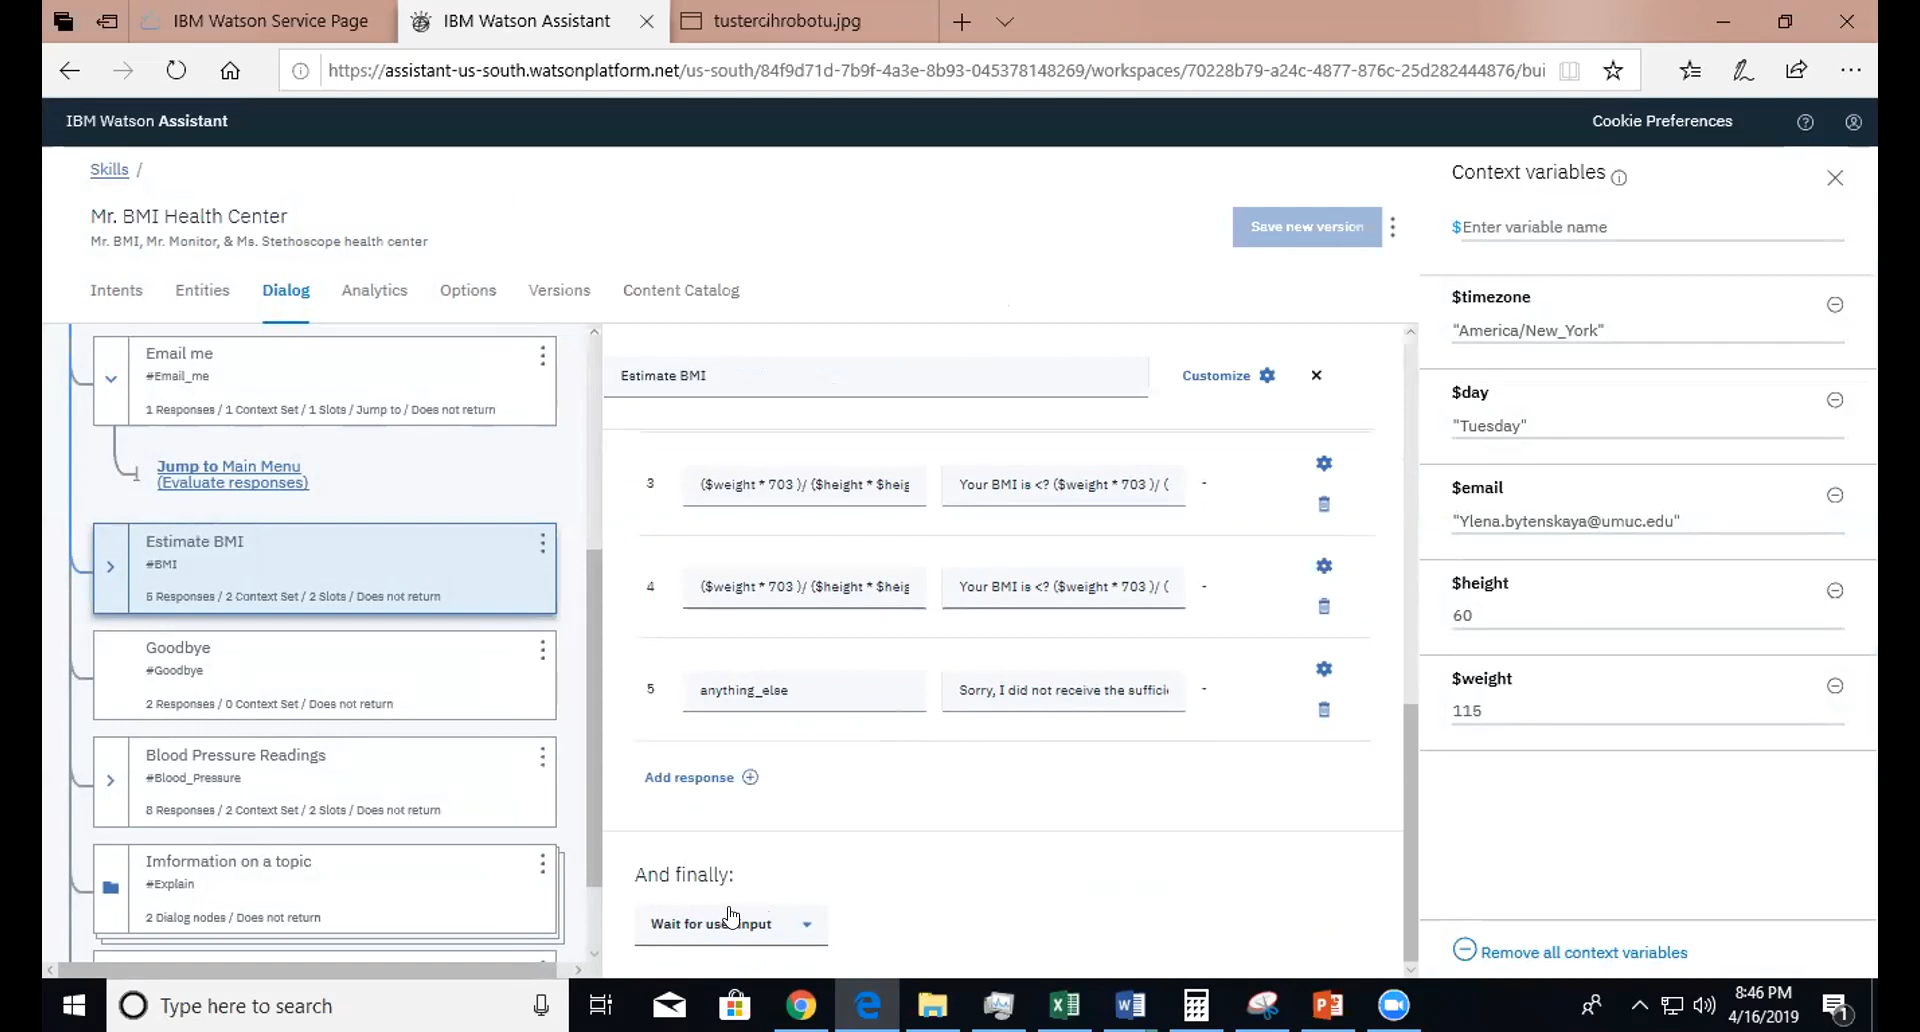 IBM Watson Service Page
IBM Watson Assistant
tustercihrobotu.jpg
https://assistant-us-south.watsonplatform.net/us-south/84f9d71d-7b9f-4a3e-8b93-045378148269/workspaces/70228b79-a24c-4877-876c-25d282444876/bui
IBM Watson Assistant
Cookie Preferences
Skills /
Mr. BMI Health Center
Mr. BMI, Mr. Monitor, & Ms. Stethoscope health center
Save new version
Intents Entities Dialog Analytics Options Versions Content Catalog
Email me
#Email_me
1 Responses / 1 Context Set / 1 Slots / Jump to / Does not return
Jump to Main Menu
(Evaluate responses)
Estimate BMI
#BMI
5 Responses / 2 Context Set / 2 Slots / Does not return
Goodbye
#Goodbye
2 Responses / 0 Context Set / Does not return
Blood Pressure Readings
#Blood_Pressure
8 Responses / 2 Context Set / 2 Slots / Does not return
Imformation on a topic
#Explain
2 Dialog nodes / Does not return
Estimate BMI
Customize
3 ($weight * 703 )/ ($height * $heig Your BMI is <? ($weight * 703 )/ ( -
4 ($weight * 703 )/ ($height * $heig Your BMI is <? ($weight * 703 )/ ( -
5 anything_else Sorry, I did not receive the suffici -
Add response
And finally:
Wait for user input
Context variables
$Enter variable name
$timezone
"America/New_York"
$day
"Tuesday"
$email
"Ylena.bytenskaya@umuc.edu"
$height
60
$weight
115
Remove all context variables
Type here to search
8:46 PM
4/16/2019
1